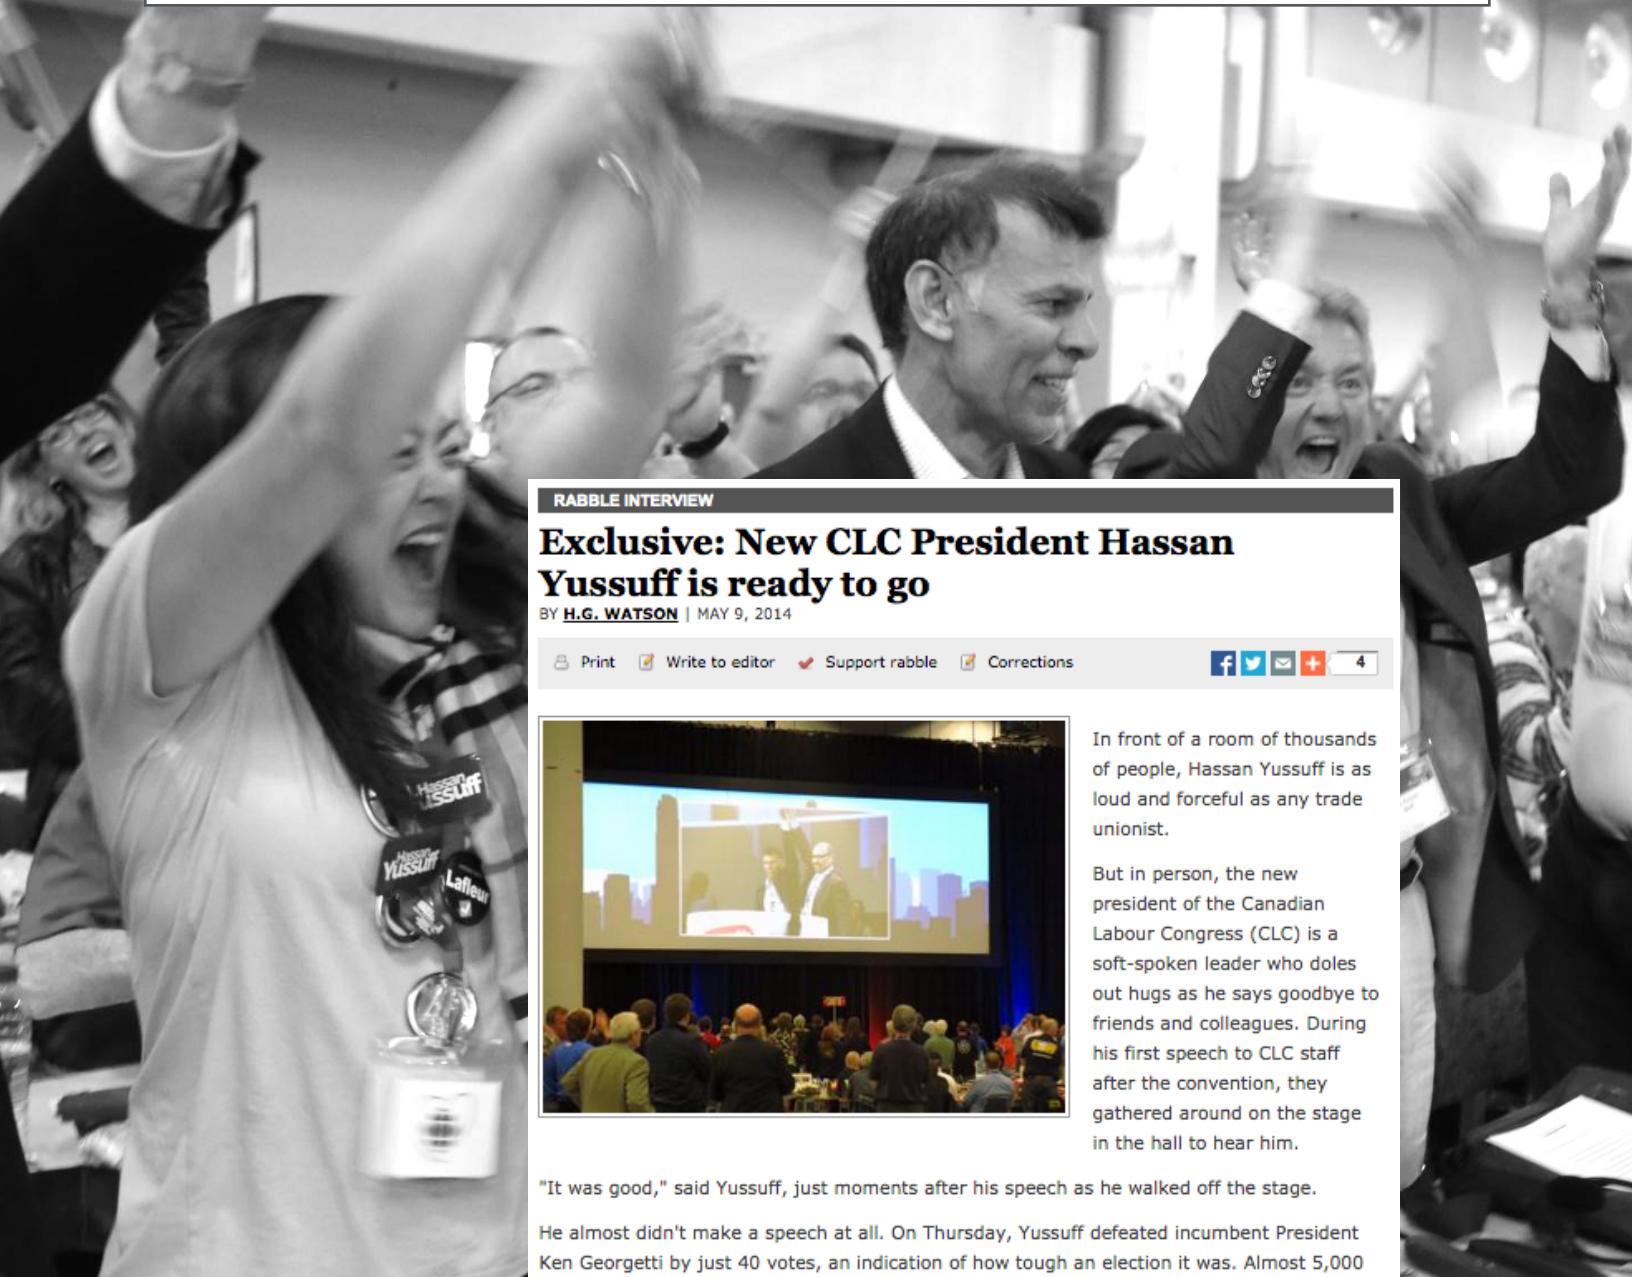 RABBLE INTERVIEW
Exclusive: New CLC President Hassan
Yussuff is ready to go
BY H.G. WATSON | MAY 9, 2014
Print Write to editor Support rabble Corrections 4
In front of a room of thousands
of people, Hassan Yussuff is as
loud and forceful as any trade
unionist.
But in person, the new
president of the Canadian
Labour Congress (CLC) is a
soft-spoken leader who doles
out hugs as he says goodbye to
friends and colleagues. During
his first speech to CLC staff
after the convention, they
gathered around on the stage
in the hall to hear him.
"It was good," said Yussuff, just moments after his speech as he walked off the stage.
He almost didn't make a speech at all. On Thursday, Yussuff defeated incumbent President
Ken Georgetti by just 40 votes, an indication of how tough an election it was. Almost 5,000
Hassan
Yussuff
Hassan
Yussuff
Lafleur